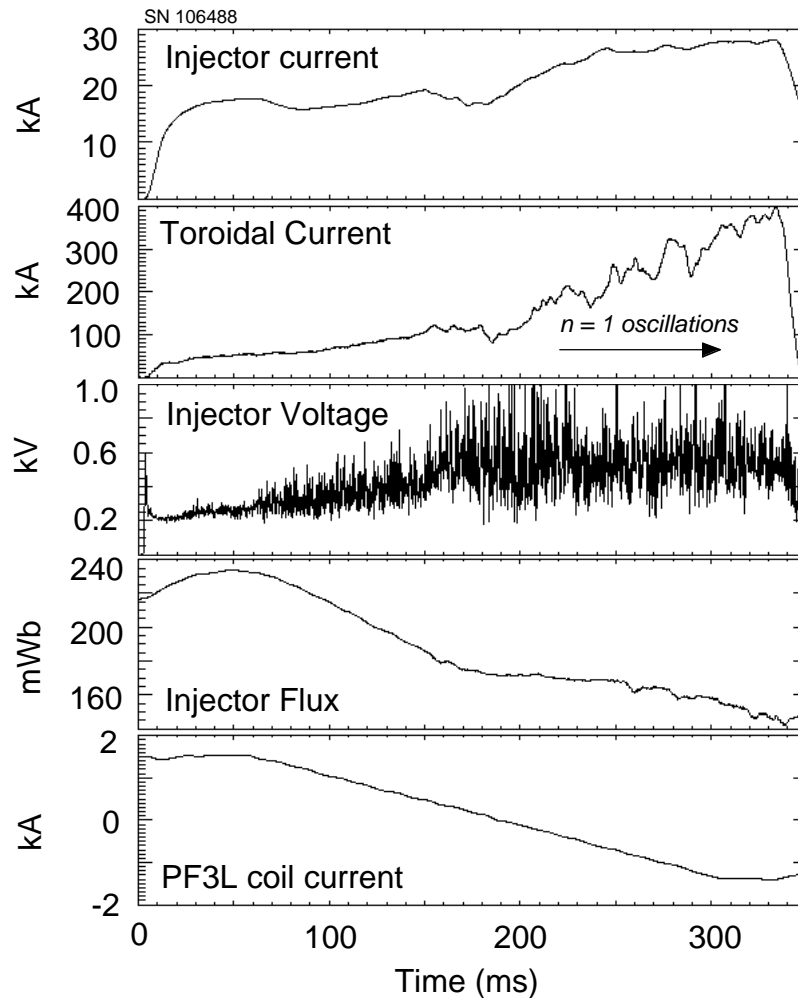 SN 106488
30
Injector current
20
kA
10
400
Toroidal Current
300
kA
200
n = 1 oscillations
100
1.0
Injector Voltage
kV
0.6
0.2
240
200
mWb
160
Injector Flux
2
0
kA
PF3L coil current
-2
0 100 200 300
Time (ms)